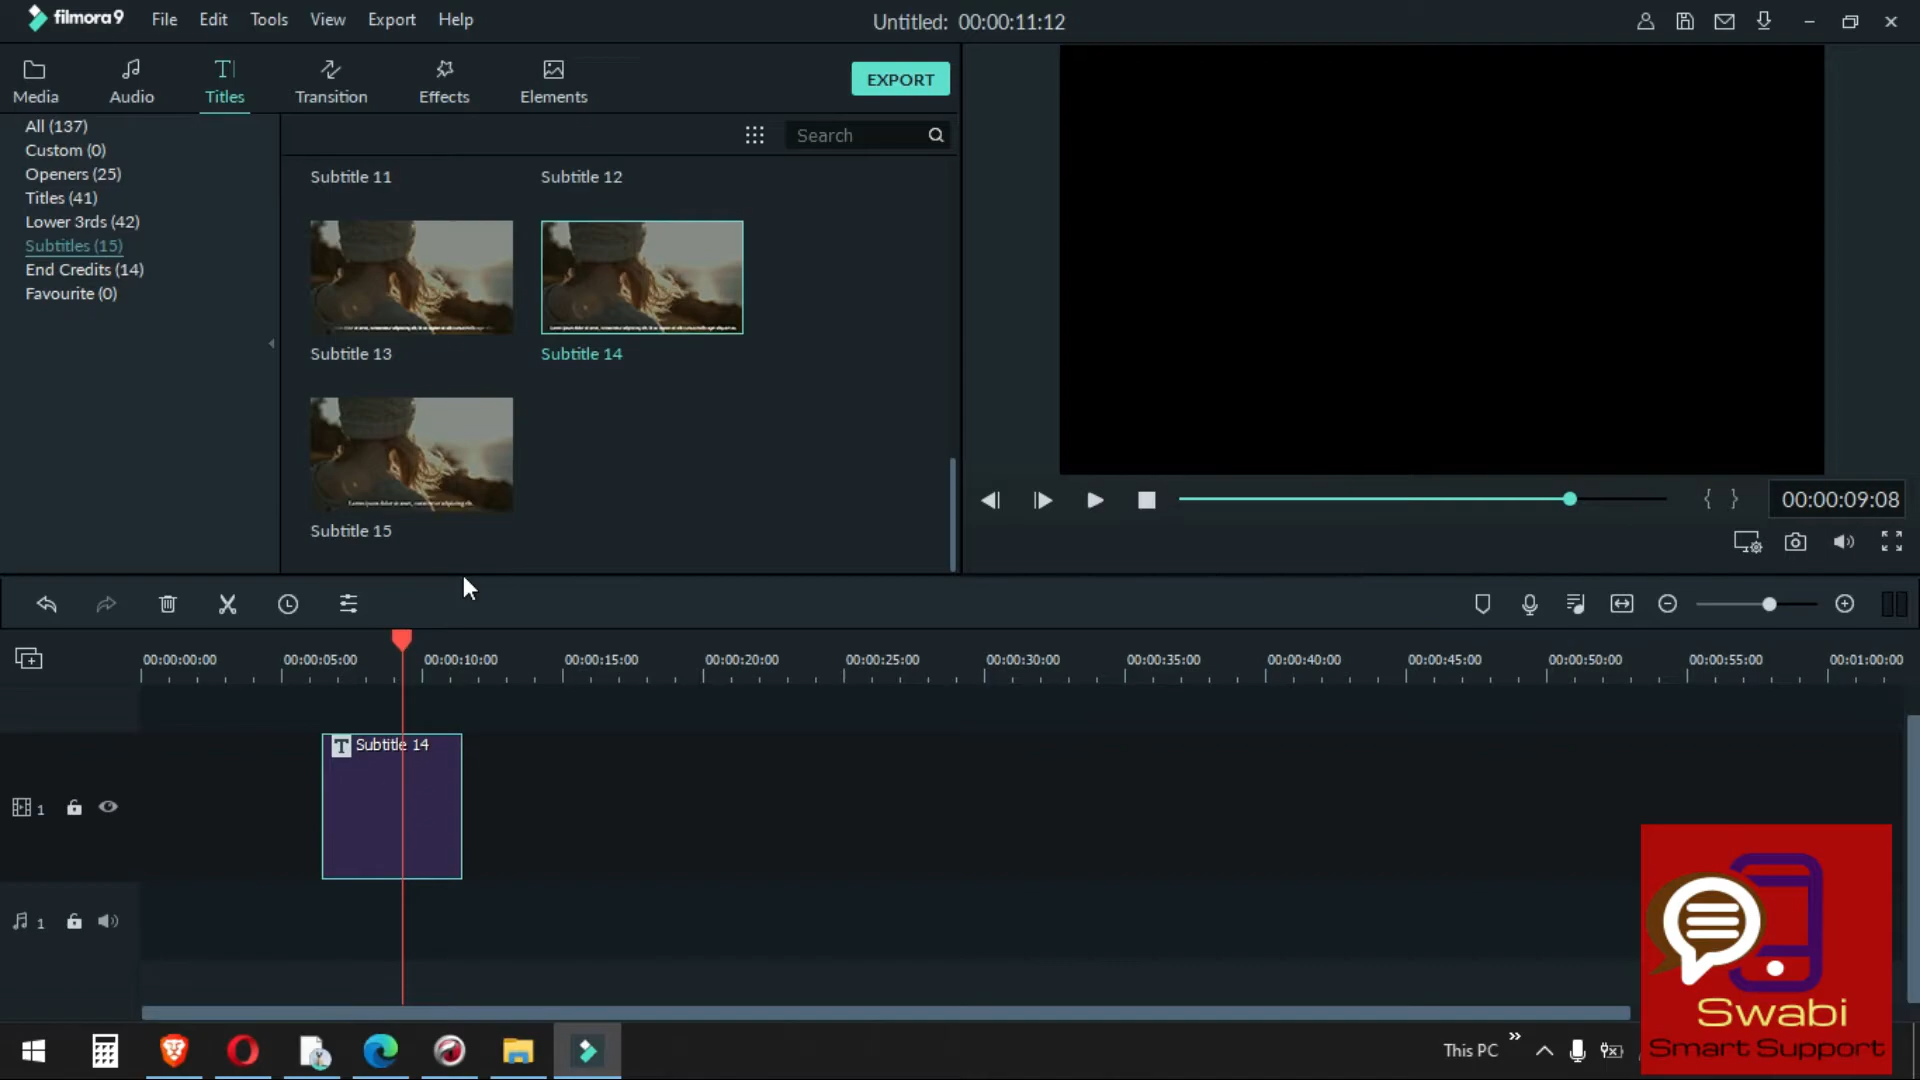 filmora9
File Edit Tools View Export Help
Untitled: 00:00:11:12
Media
Audio
Titles
Transition
Effects
Elements
EXPORT
All (137)
Custom (0)
Openers (25)
Titles (41)
Lower 3rds (42)
Subtitles (15)
End Credits (14)
Favourite (0)
Search
Subtitle 11
Subtitle 12
Subtitle 13
Subtitle 14
Subtitle 15
00:00:09:08
00:00:00:00 00:00:05:00 00:00:10:00 00:00:15:00 00:00:20:00 00:00:25:00 00:00:30:00 00:00:35:00 00:00:40:00 00:00:45:00 00:00:50:00 00:00:55:00 00:01:00:00
T Subtitle 14
1
1
This PC
Swabi
Smart Support